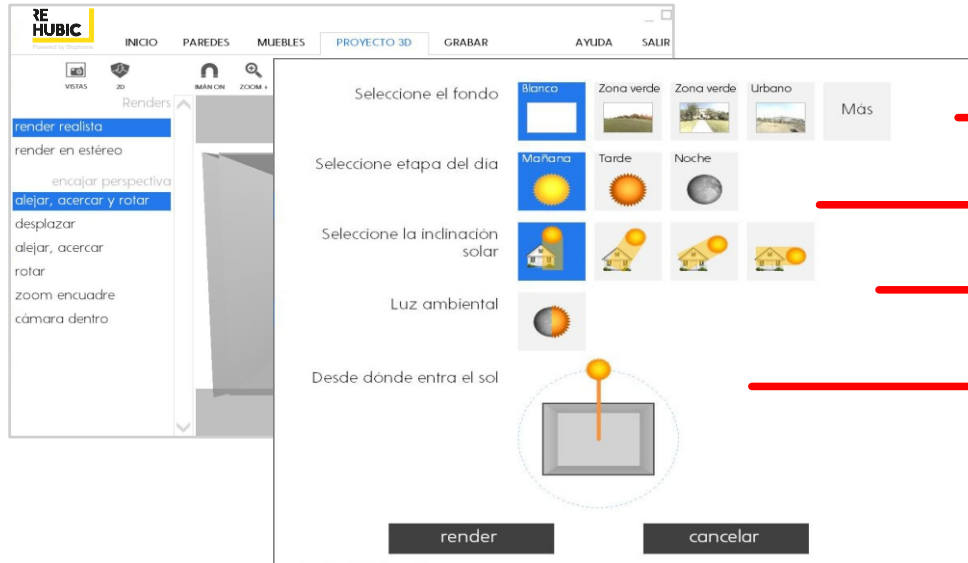 RE
HUBIC
Powered by Stephanie
INICIO PAREDES MUEBLES PROYECTO 3D GRABAR AYUDA SALIR
VISTAS 2D IMÁN ON ZOOM +
Renders
render realista
render en estéreo
encajar perspectiva
alejar, acercar y rotar
desplazar
alejar, acercar
rotar
zoom encuadre
cámara dentro
Seleccione el fondo
Blanco Zona verde Zona verde Urbano Más
Seleccione etapa del día
Mañana Tarde Noche
Seleccione la inclinación
solar
Luz ambiental
Desde dónde entra el sol
render cancelar